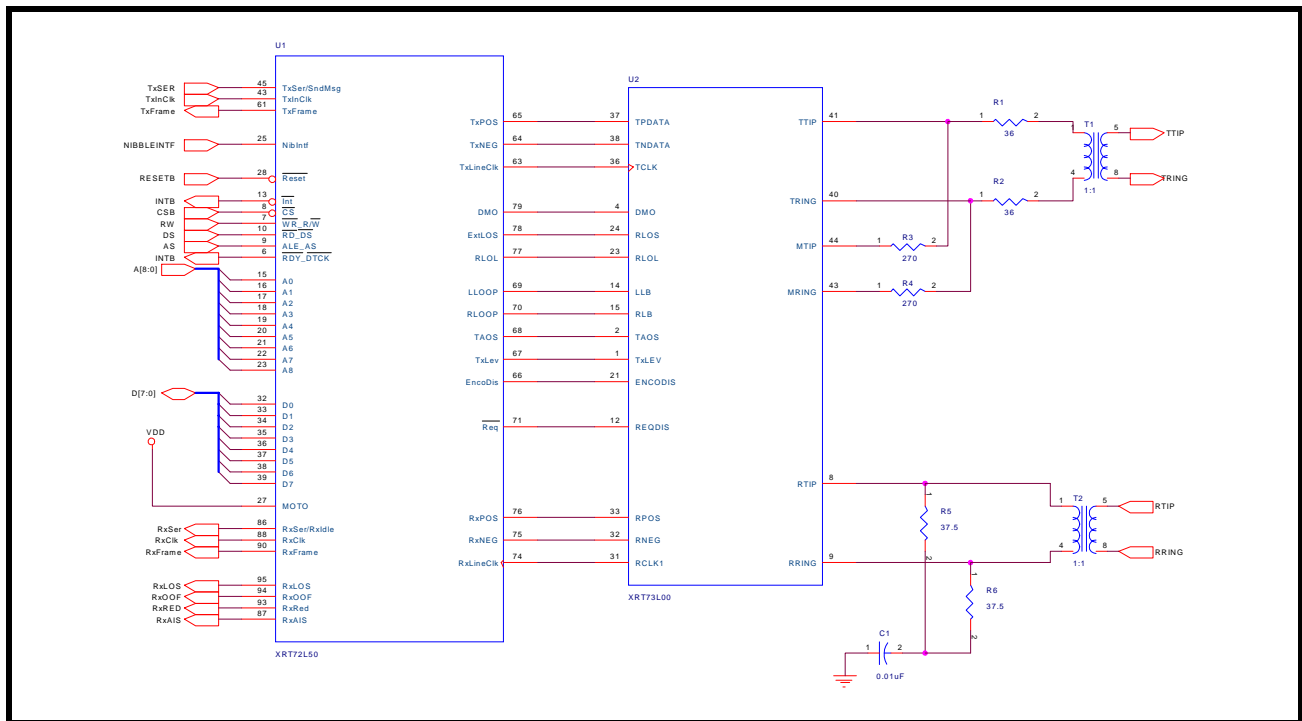 U1
TxSER 45 TxSer/SndMsg
TxInClk 43 TxInClk
TxFrame 61 TxFrame
NIBBLEINTF 25 NibIntf
RESETB 28 Reset
INTB 13 Int
CSB 8 CS
RW 7 WR_R/W
DS 10 RD_DS
AS 9 ALE_AS
INTB 6 RDY_DTCK
A[8:0]
15 A0
16 A1
17 A2
18 A3
19 A4
20 A5
21 A6
22 A7
23 A8
D[7:0]
32 D0
33 D1
34 D2
35 D3
36 D4
37 D5
38 D6
39 D7
VDD
27 MOTO
RxSer 86 RxSer/RxIdle
RxClk 88 RxClk
RxFrame 90 RxFrame
RxLOS 95 RxLOS
RxOOF 94 RxOOF
RxRED 93 RxRed
RxAIS 87 RxAIS
XRT72L50
U2
TxPOS 65 37 TPDATA
TxNEG 64 38 TNDATA
TxLineClk 63 36 TCLK
DMO 79 4 DMO
ExtLOS 78 24 RLOS
RLOL 77 23 RLOL
LLOOP 69 14 LLB
RLOOP 70 15 RLB
TAOS 68 2 TAOS
TxLev 67 1 TxLEV
EncoDis 66 21 ENCODIS
Req 71 12 REQDIS
RxPOS 76 33 RPOS
RxNEG 75 32 RNEG
RxLineClk 74 31 RCLK1
XRT73L00
TTIP 41
TRING 40
MTIP 44
MRING 43
RTIP 8
RRING 9
R1
1 2
36
R2
1 2
36
R3
1 2
270
R4
1 2
270
T1
1 5
4 8
1:1
TTIP
TRING
R5
1
37.5
2
R6
1
37.5
2
T2
1 5
4 8
1:1
RTIP
RRING
C1
1 2
0.01uF